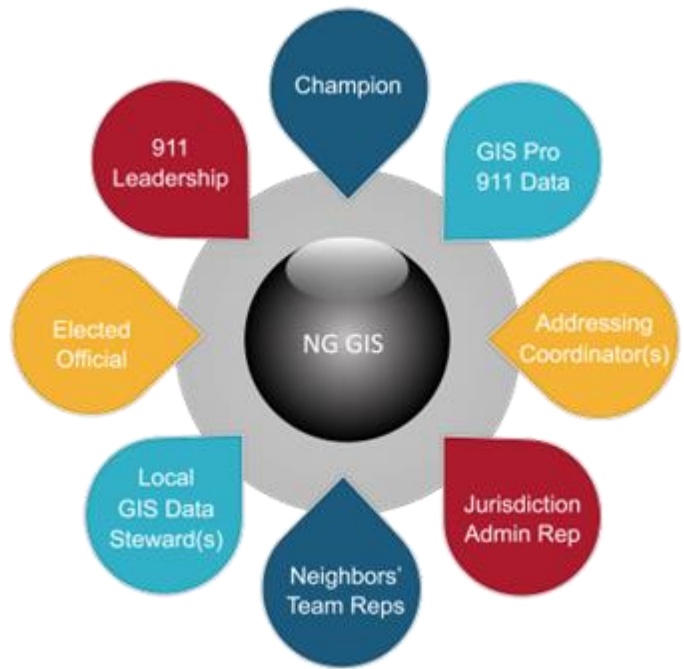 Champion
911
Leadership
GIS Pro
911 Data
Elected
Official
NG GIS
Addressing
Coordinator(s)
Local
GIS Data
Steward(s)
Jurisdiction
Admin Rep
Neighbors'
Team Reps